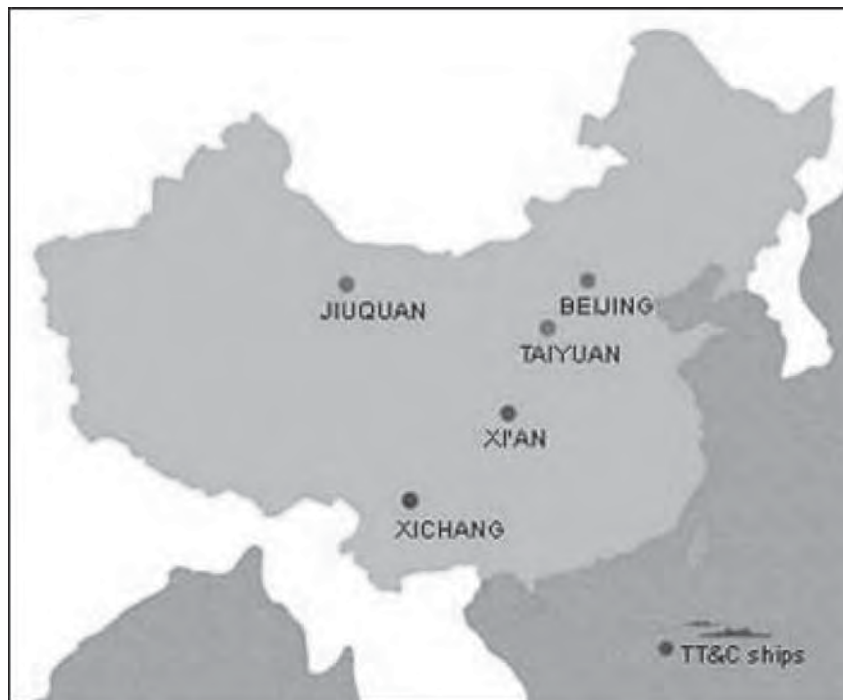 JIUQUAN
BEIJING
TAIYUAN
XI'AN
XICHANG
TT&C ships